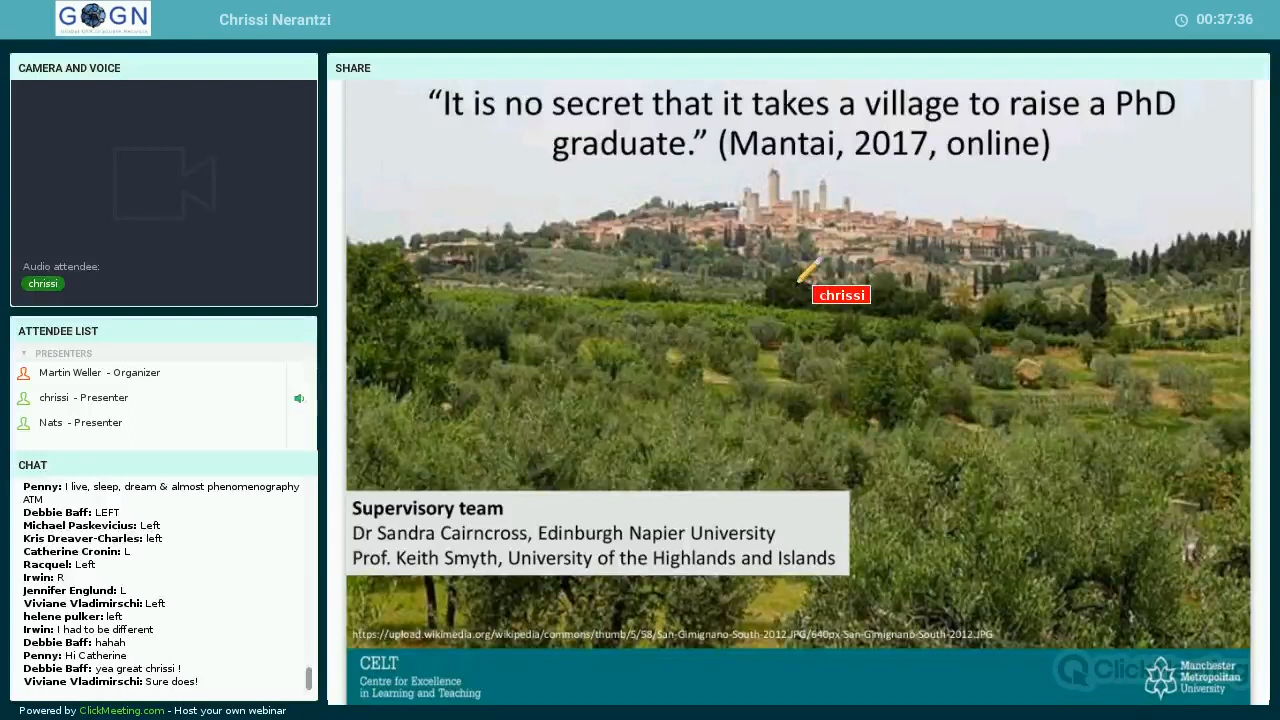 GOGN
Chrissi Nerantzi
00:37:36
CAMERA AND VOICE
Audio attendee:
chrissi
ATTENDEE LIST
PRESENTERS
Martin Weller - Organizer
chrissi - Presenter
Nats - Presenter
CHAT
Penny: I live, sleep, dream & almost phenomenography
ATM
Debbie Baff: LEFT
Michael Paskevicius: Left
Kris Dreaver-Charles: left
Catherine Cronin: L
Racquel: Left
Irwin: R
Jennifer Englund: L
Viviane Vladimirschi: Left
helene pulker: left
Irwin: I had to be different
Debbie Baff: hahah
Penny: Hi Catherine
Debbie Baff: yea great chrissi !
Viviane Vladimirschi: Sure does!
Powered by ClickMeeting.com - Host your own webinar
SHARE
“It is no secret that it takes a village to raise a PhD
graduate.” (Mantai, 2017, online)
chrissi
Supervisory team
Dr Sandra Cairncross, Edinburgh Napier University
Prof. Keith Smyth, University of the Highlands and Islands
https://upload.wikimedia.org/wikipedia/commons/thumb/5/58/San-Gimignano-South-2012.JPG/640px-San-Gimignano-South-2012.JPG
CELT
Centre for Excellence
in Learning and Teaching
Manchester
Metropolitan
University